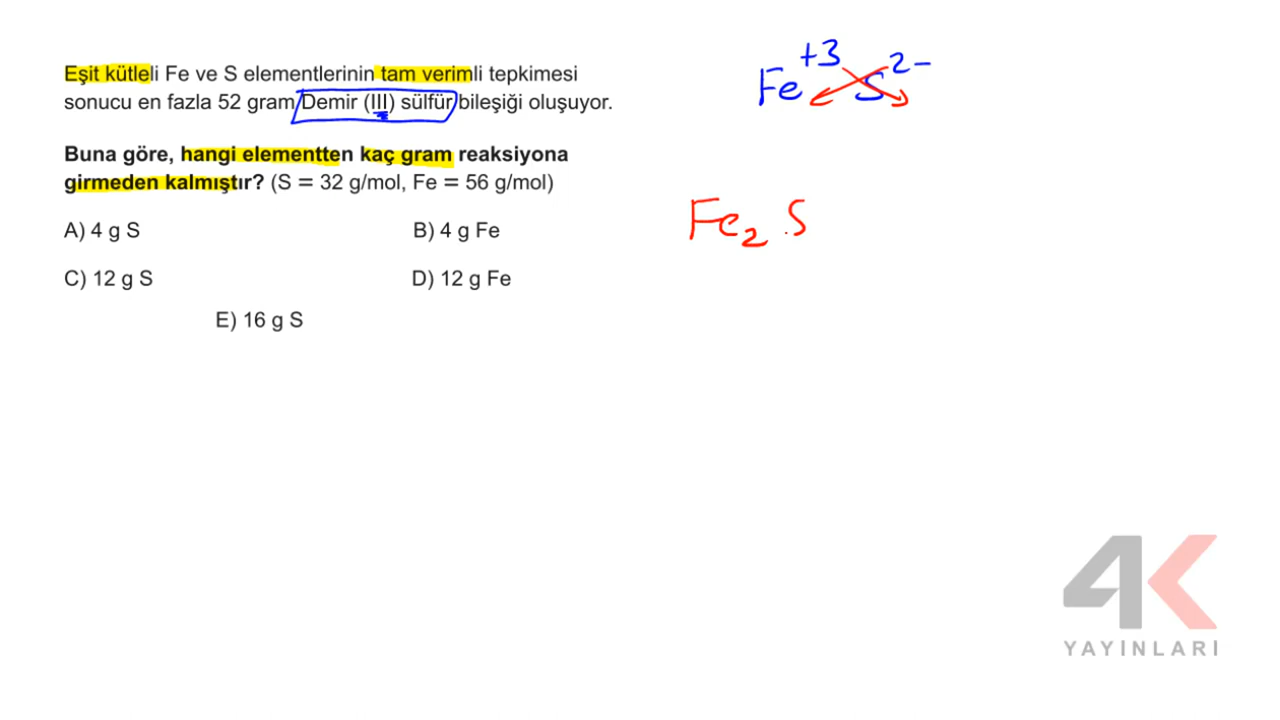 Eşit kütleli Fe ve S elementlerinin tam verimli tepkimesi
sonucu en fazla 52 gram Demir (III) sülfür bileşiği oluşuyor.
Buna göre, hangi elementten kaç gram reaksiyona
girmeden kalmıştır? (S = 32 g/mol, Fe = 56 g/mol)
A) 4 g S
B) 4 g Fe
C) 12 g S
D) 12 g Fe
E) 16 g S
Fe+3 S2-
Fe2 S
4K
YAYINLARI